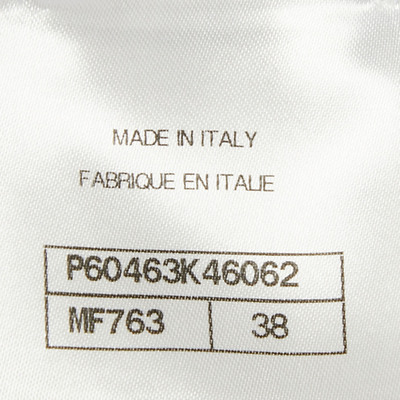 MADE IN ITALY
FABRIQUE EN ITALIE
P60463K46062
MF763 38